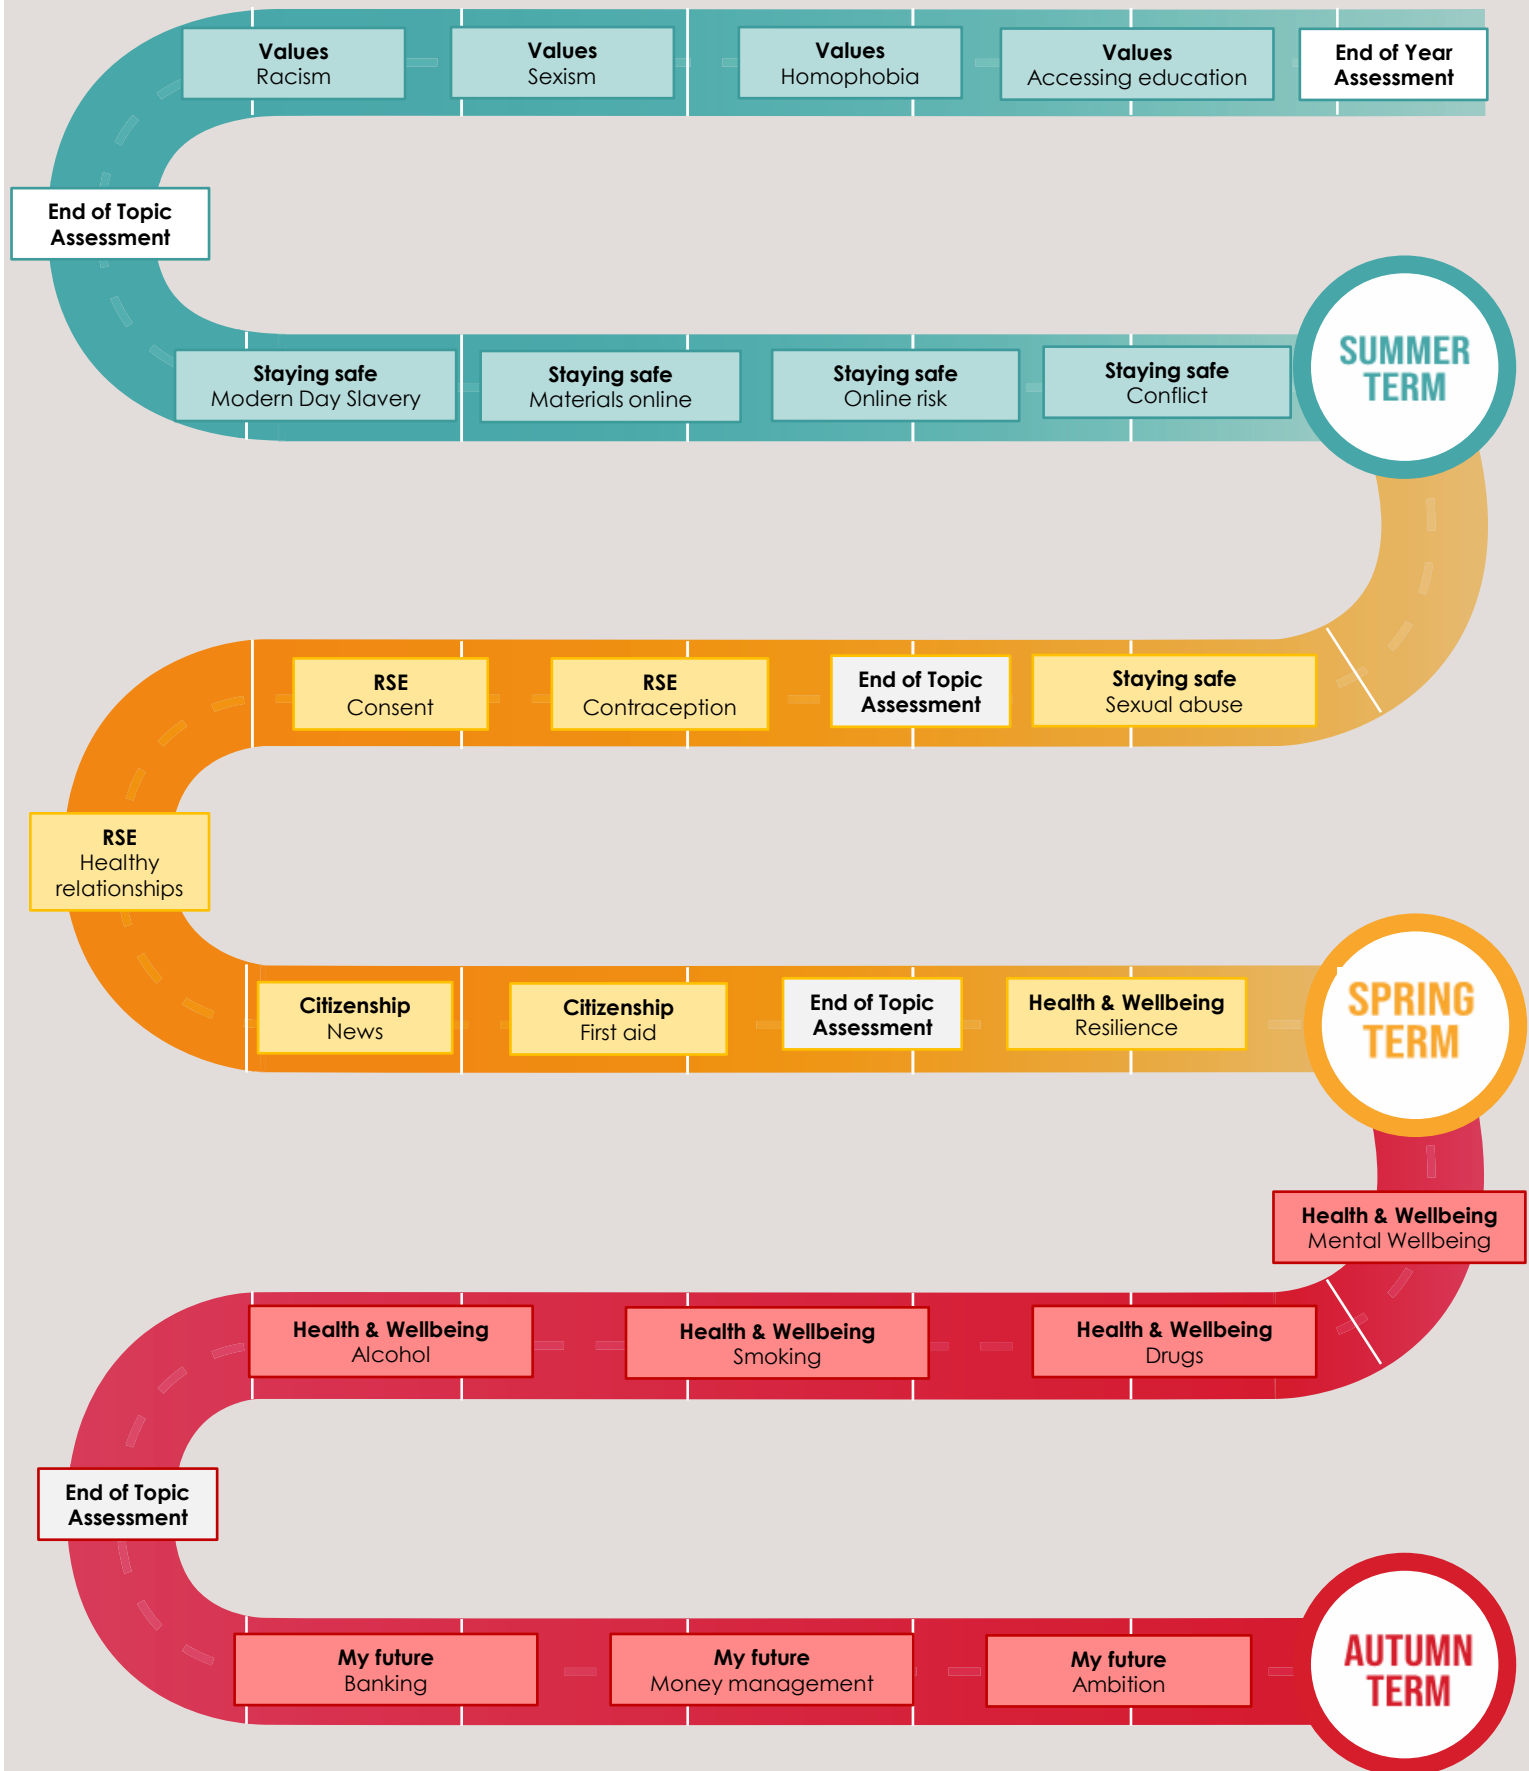 Values
Racism
Values
Sexism
Values
Homophobia
Values
Accessing education
End of Year
Assessment
End of Topic
Assessment
Staying safe
Modern Day Slavery
Staying safe
Materials online
Staying safe
Online risk
Staying safe
Conflict
SUMMER
TERM
RSE
Consent
RSE
Contraception
End of Topic
Assessment
Staying safe
Sexual abuse
RSE
Healthy
relationships
Citizenship
News
Citizenship
First aid
End of Topic
Assessment
Health & Wellbeing
Resilience
SPRING
TERM
Health & Wellbeing
Mental Wellbeing
Health & Wellbeing
Alcohol
Health & Wellbeing
Smoking
Health & Wellbeing
Drugs
End of Topic
Assessment
My future
Banking
My future
Money management
My future
Ambition
AUTUMN
TERM